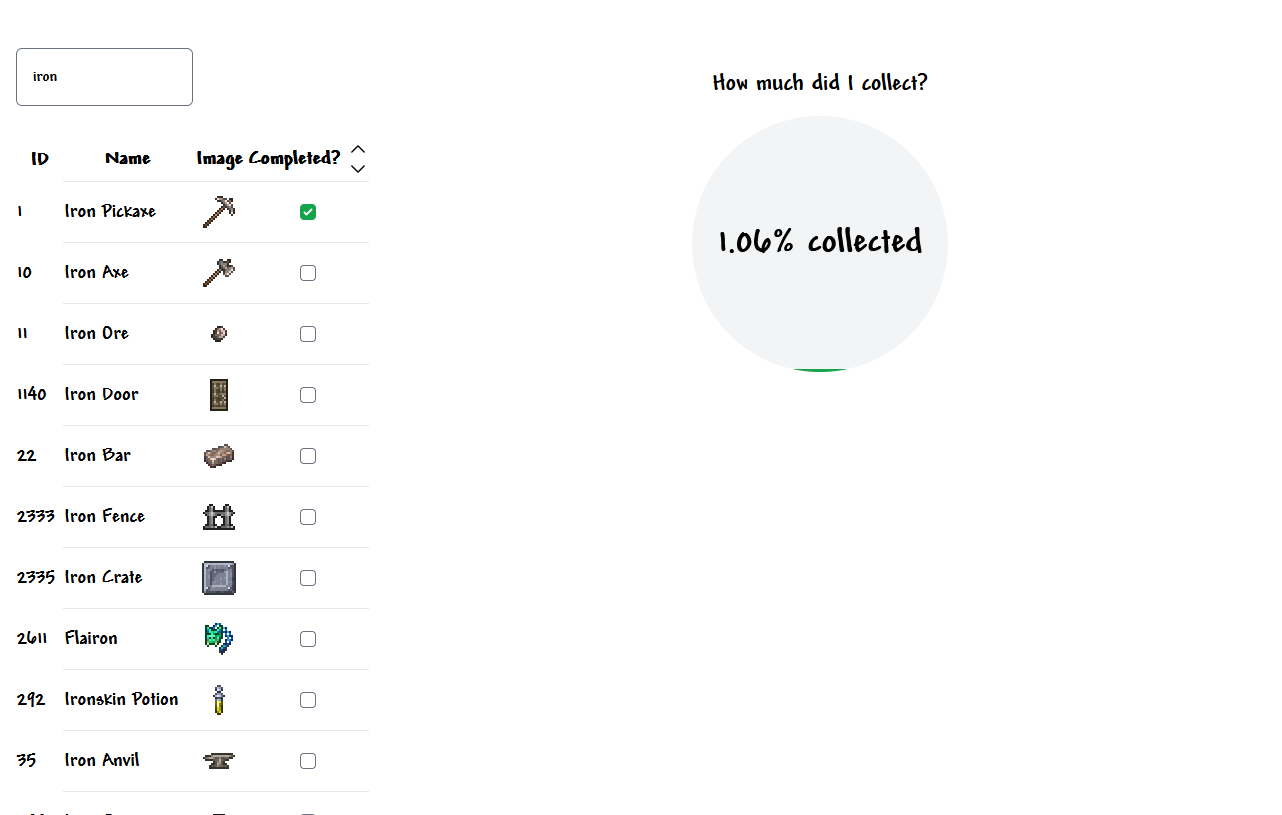 iron
How much did I collect?
1.06% collected
ID Name Image Completed?
1 Iron Pickaxe
10 Iron Axe
11 Iron Ore
1140 Iron Door
22 Iron Bar
2333 Iron Fence
2335 Iron Crate
2611 Flairon
292 Ironskin Potion
35 Iron Anvil